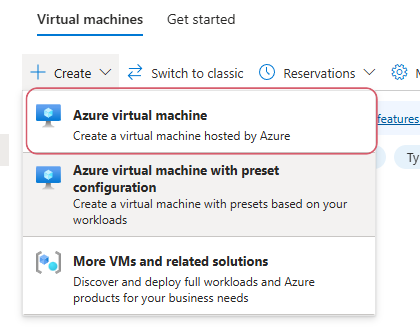 Virtual machines Get started
Create Switch to classic Reservations
Azure virtual machine
Create a virtual machine hosted by Azure
features
Azure virtual machine with preset
configuration
Create a virtual machine with presets based on your
workloads
More VMs and related solutions
Discover and deploy full workloads and Azure
products for your business needs